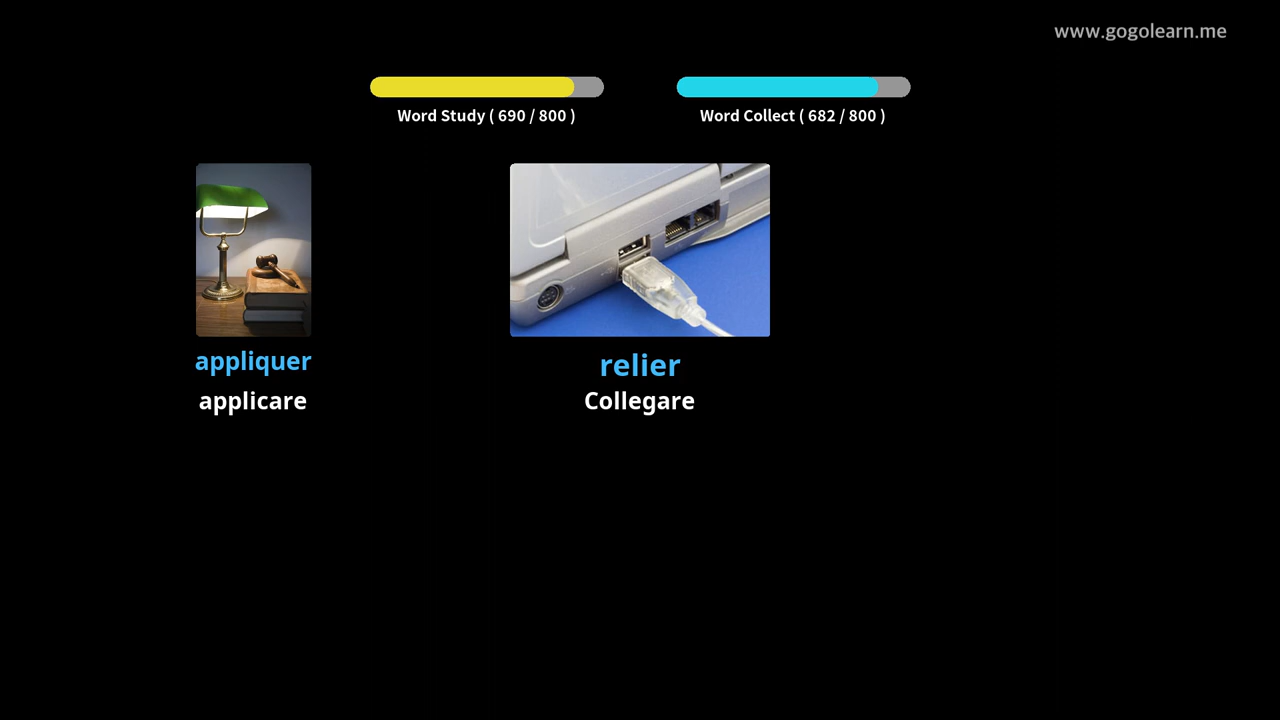 www.gogolearn.me
Word Study ( 690 / 800 )
Word Collect ( 682 / 800 )
appliquer
applicare
relier
Collegare